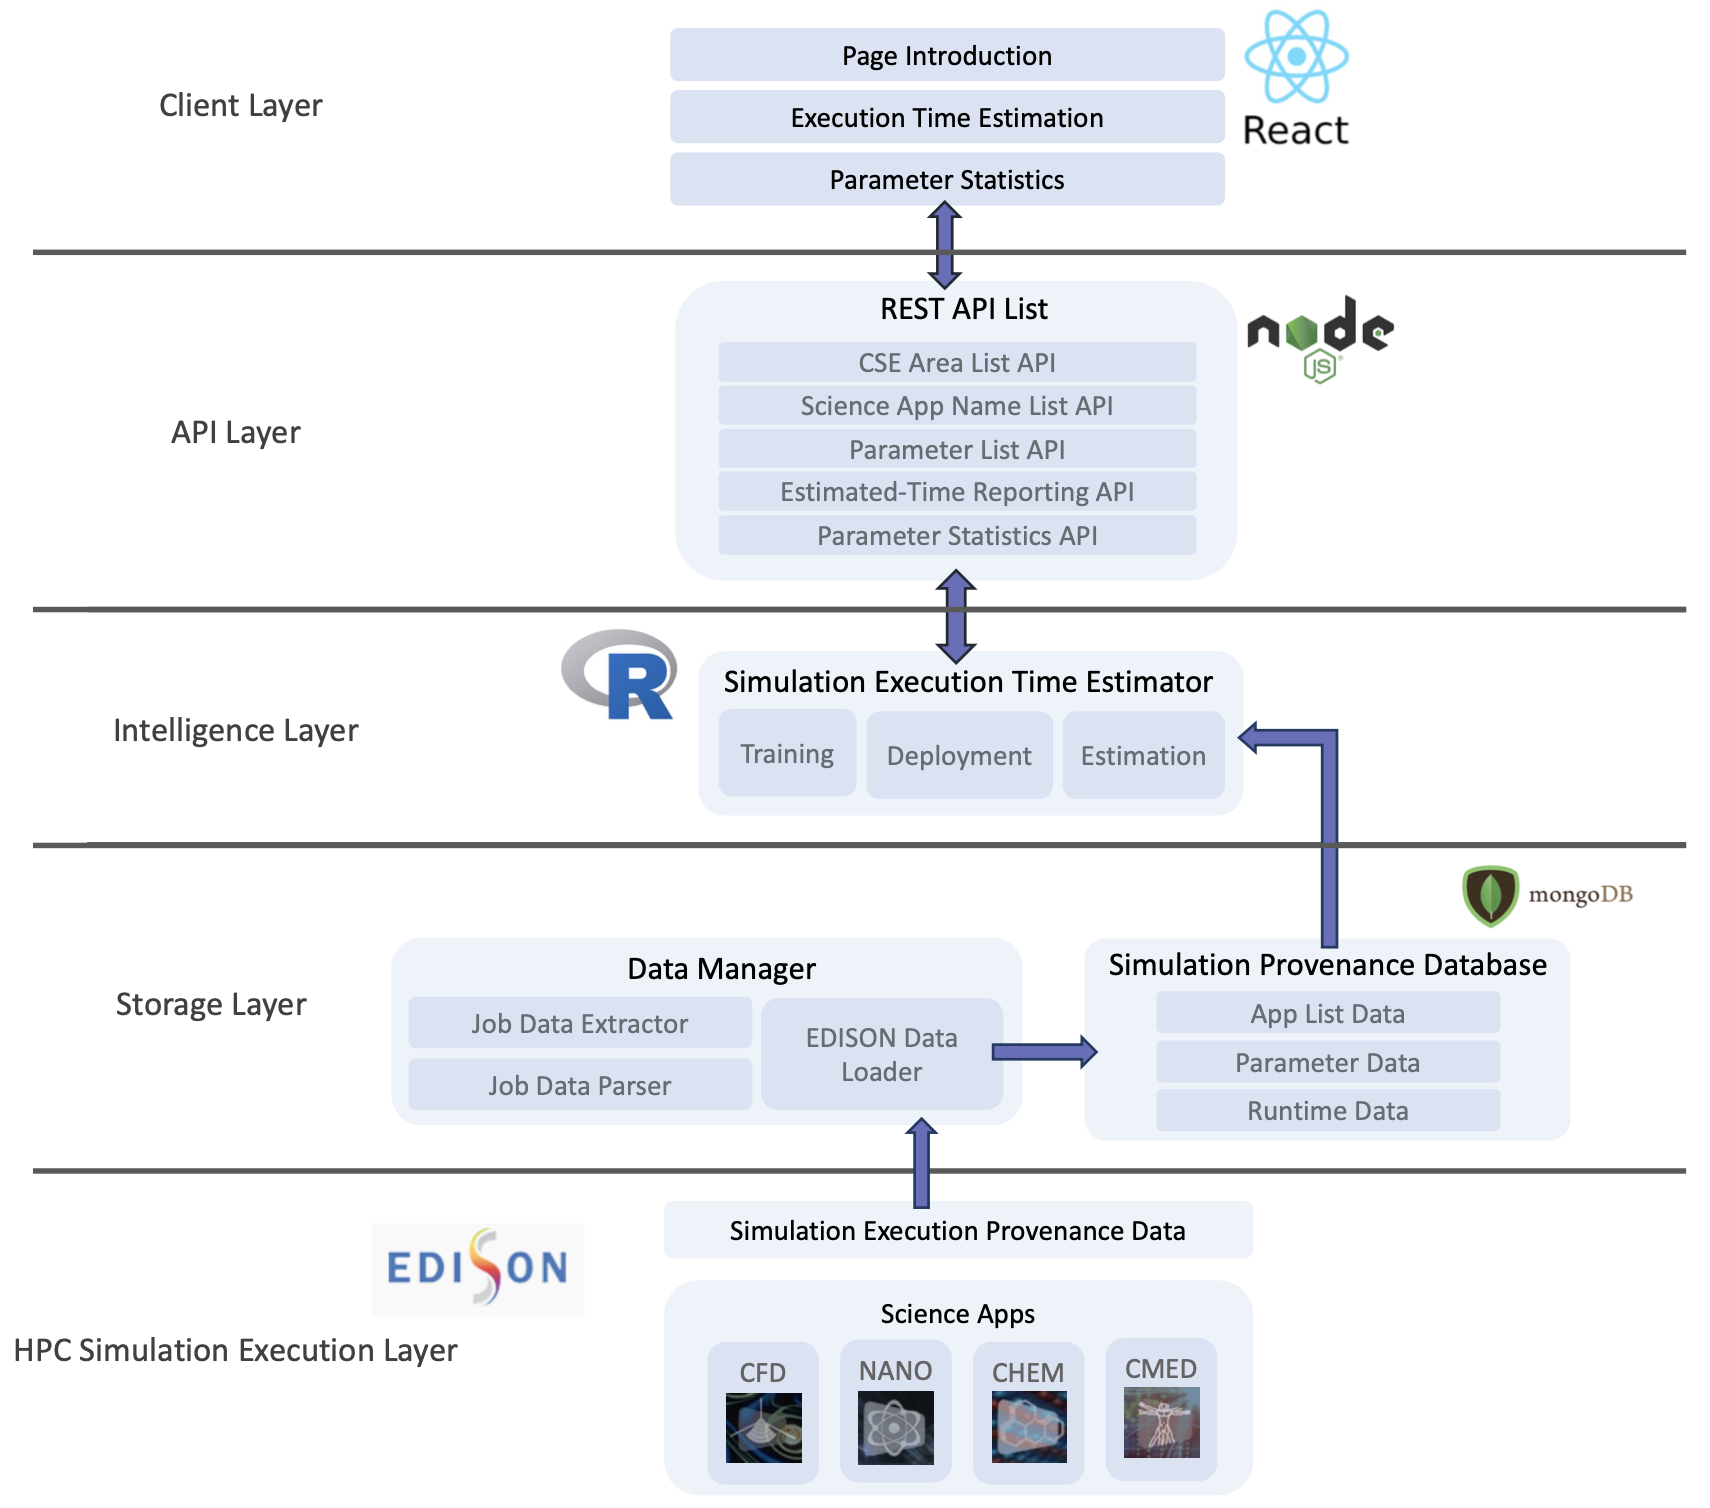 Page Introduction
Execution Time Estimation
Parameter Statistics
React
Client Layer
REST API List
CSE Area List API
Science App Name List API
Parameter List API
Estimated-Time Reporting API
Parameter Statistics API
node
JS
API Layer
R
Simulation Execution Time Estimator
Training
Deployment
Estimation
Intelligence Layer
mongoDB
Data Manager
Job Data Extractor
Job Data Parser
EDISON Data
Loader
Simulation Provenance Database
App List Data
Parameter Data
Runtime Data
Storage Layer
Simulation Execution Provenance Data
EDISON
Science Apps
CFD
NANO
CHEM
CMED
HPC Simulation Execution Layer